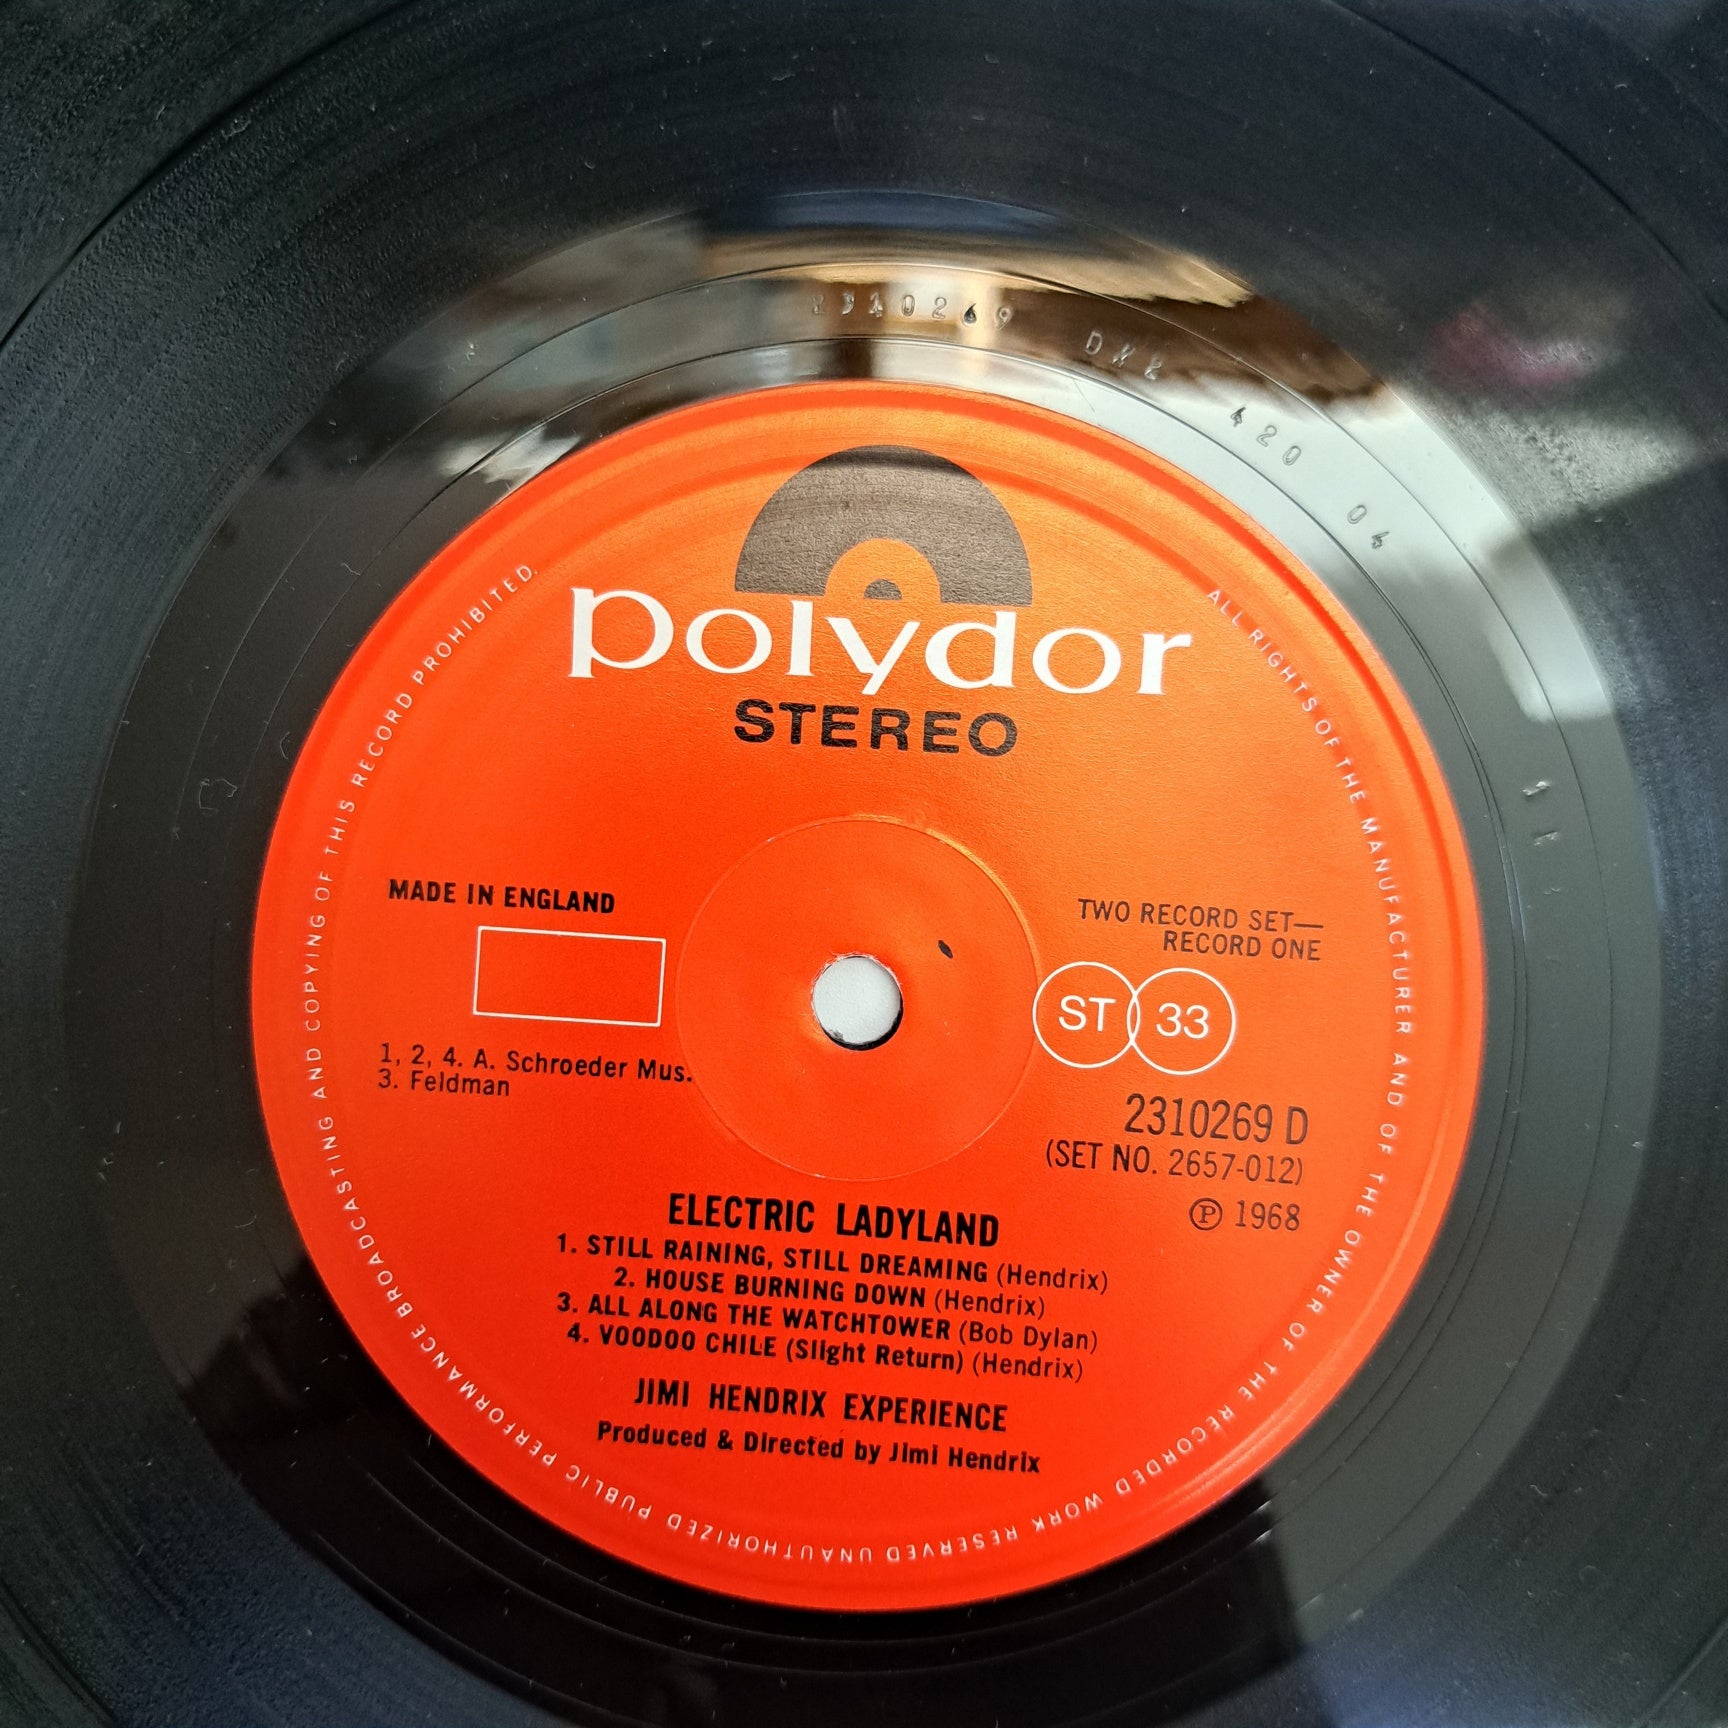 2310269 D 2 420 04
polydor
STEREO
ALL RIGHTS OF THE MANUFACTURER AND OF THE OWNER OF THE RECORDED WORK RESERVED UNAUTHORIZED PUBLIC PERFORMANCE BROADCASTING AND COPYING OF THIS RECORD PROHIBITED.
MADE IN ENGLAND
TWO RECORD SET—
RECORD ONE
ST 33
1, 2, 4. A. Schroeder Mus.
3. Feldman
2310269 D
(SET NO. 2657-012)
℗ 1968
ELECTRIC LADYLAND
1. STILL RAINING, STILL DREAMING (Hendrix)
2. HOUSE BURNING DOWN (Hendrix)
3. ALL ALONG THE WATCHTOWER (Bob Dylan)
4. VOODOO CHILE (Slight Return) (Hendrix)
JIMI HENDRIX EXPERIENCE
Produced & Directed by Jimi Hendrix